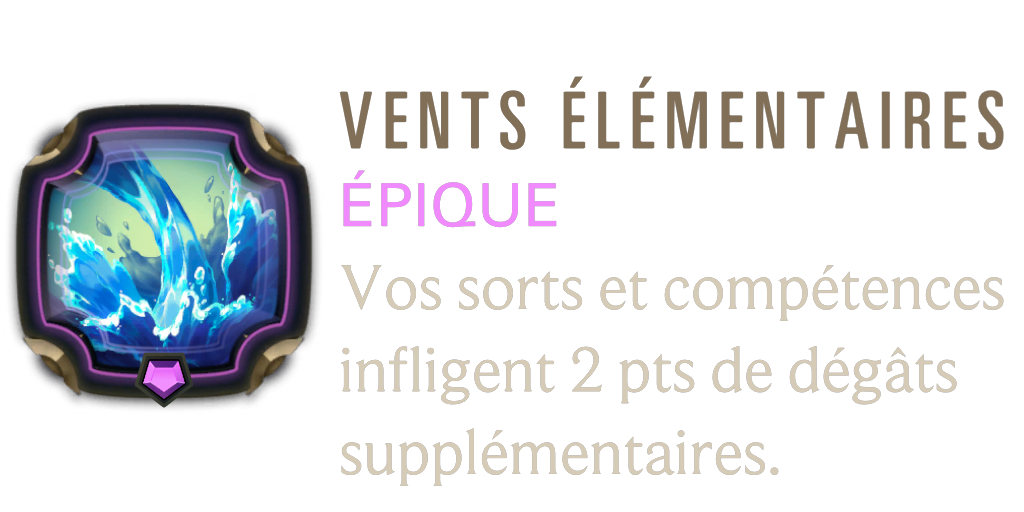 VENTS ÉLÉMENTAIRES
ÉPIQUE
Vos sorts et compétences
infligent 2 pts de dégâts
supplémentaires.